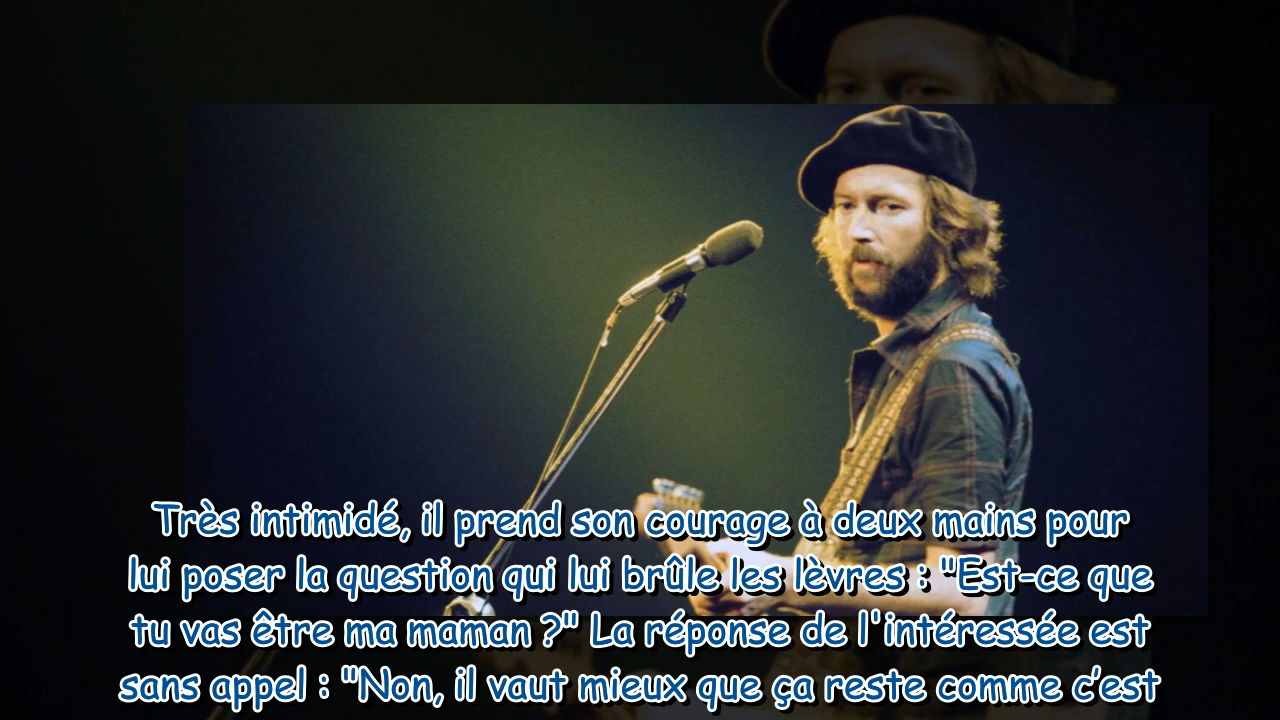 Très intimidé, il prend son courage à deux mains pour
lui poser la question qui lui brûle les lèvres : "Est-ce que
tu vas être ma maman ?" La réponse de l'intéressée est
sans appel : "Non, il vaut mieux que ça reste comme c’est